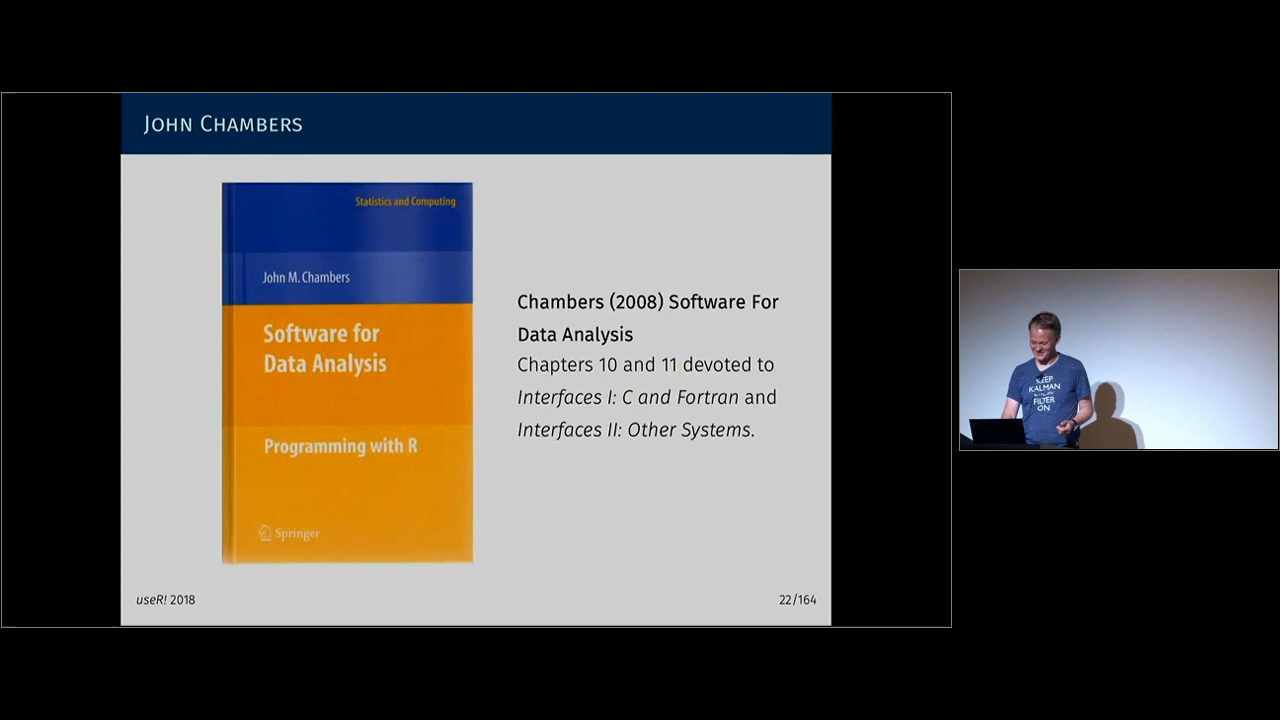 JOHN CHAMBERS
Statistics and Computing
John M. Chambers
Software for
Data Analysis
Programming with R
Springer
Chambers (2008) Software For
Data Analysis
Chapters 10 and 11 devoted to
Interfaces I: C and Fortran and
Interfaces II: Other Systems.
useR! 2018
22/164
KEEP
KALMAN
FILTER
ON